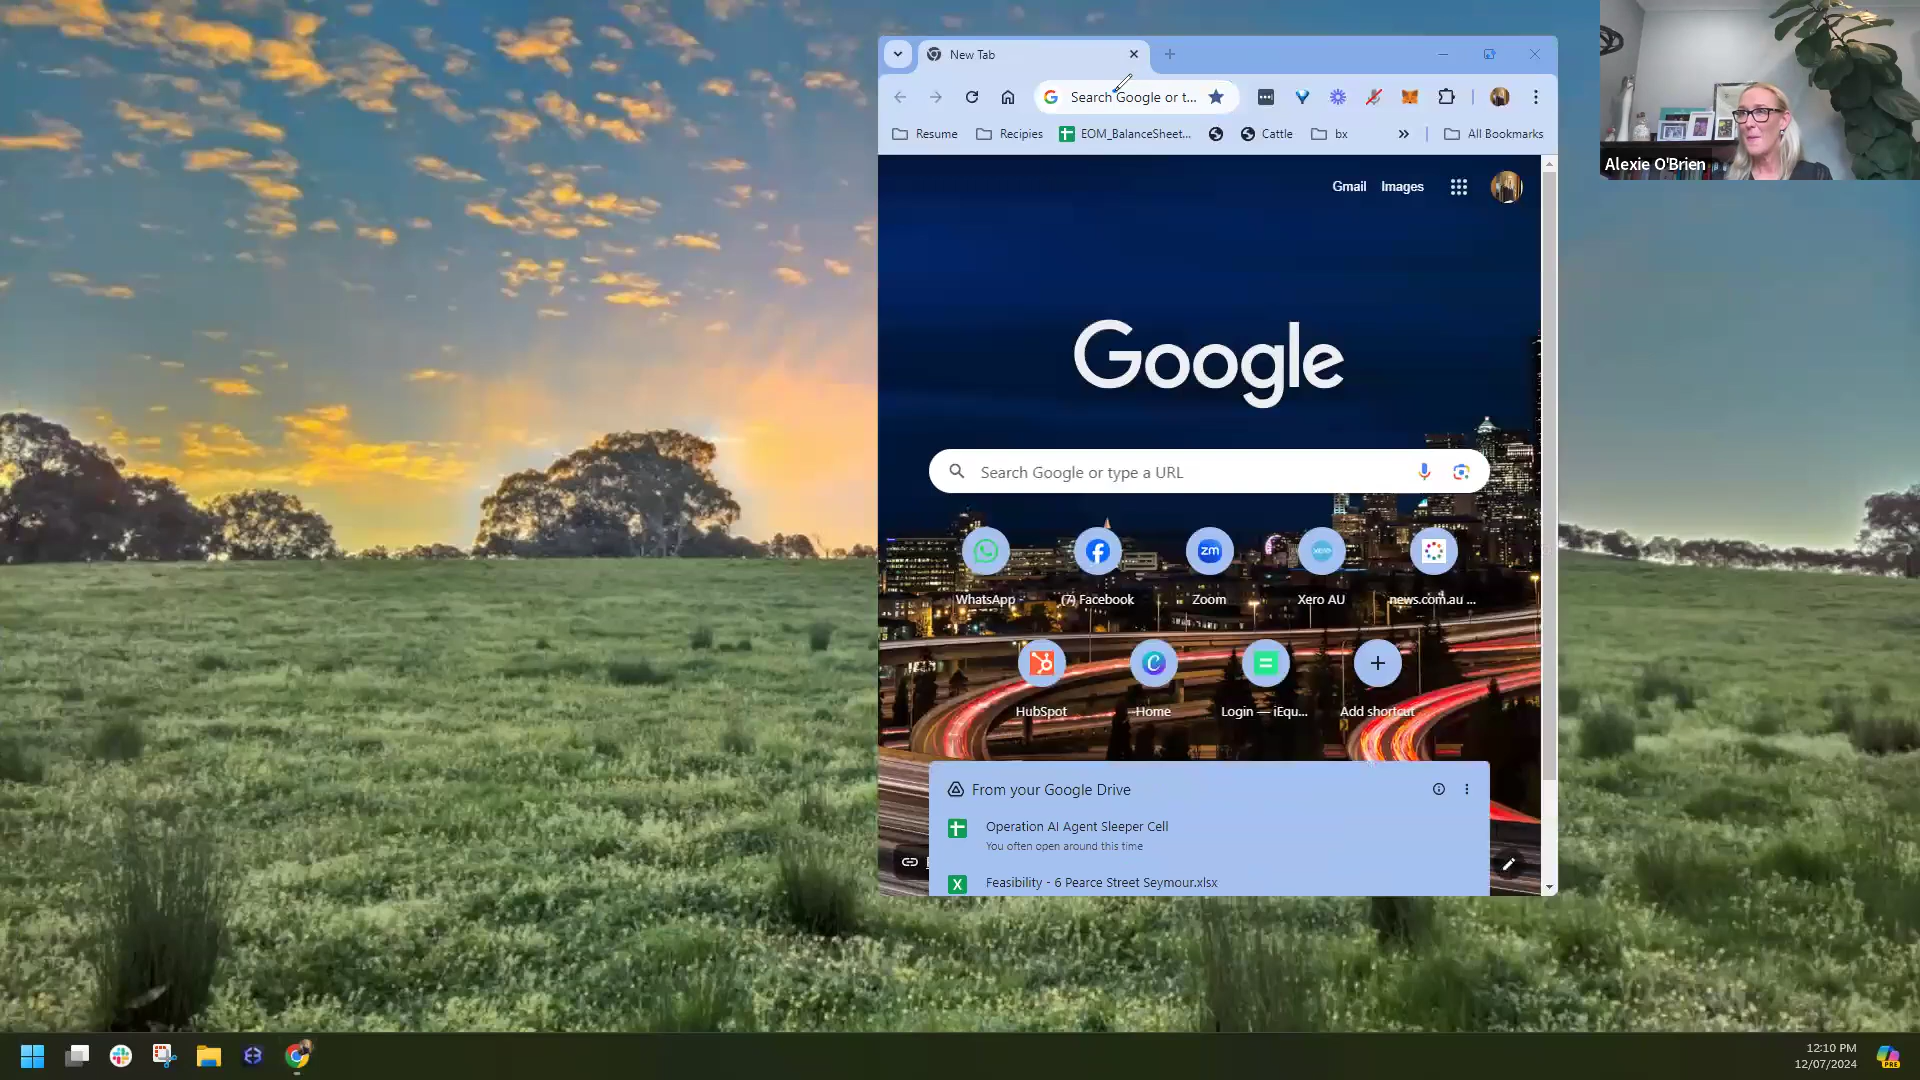 New Tab
Search Google or t...
Resume
Recipies
EOM_BalanceSheet...
Cattle
bx
All Bookmarks
Gmail
Images
Google
Search Google or type a URL
WhatsApp
(7) Facebook
Zoom
Xero AU
news.com.au ...
HubSpot
Home
Login — iEqu...
Add shortcut
From your Google Drive
Operation AI Agent Sleeper Cell
You often open around this time
Feasibility - 6 Pearce Street Seymour.xlsx
Alexie O'Brien
12:10 PM
12/07/2024
zm
xero
PRE